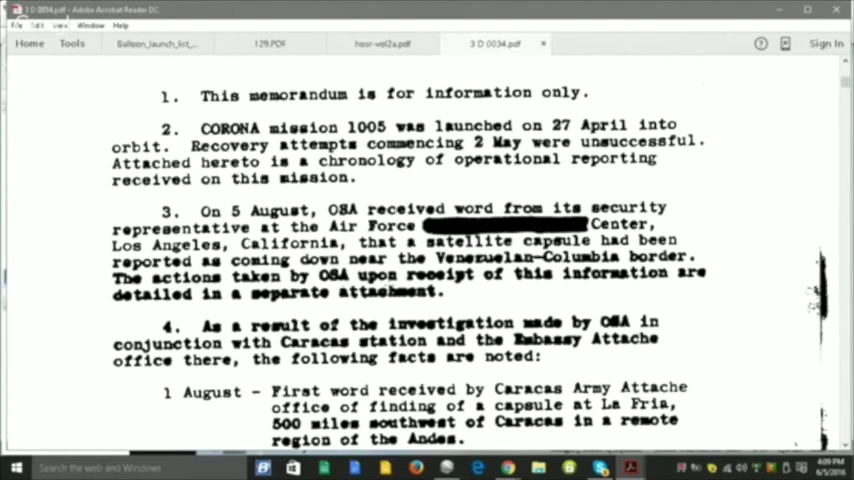 3 D 0034.pdf - Adobe Acrobat Reader DC
File Edit View Window Help
Home Tools Balloon_launch_list_... 129.PDF hasr-vol2a.pdf 3 D 0034.pdf × Sign In
1. This memorandum is for information only.
2. CORONA mission 1005 was launched on 27 April into
orbit. Recovery attempts commencing 2 May were unsuccessful.
Attached hereto is a chronology of operational reporting
received on this mission.
3. On 5 August, OSA received word from its security
representative at the Air Force Center,
Los Angeles, California, that a satellite capsule had been
reported as coming down near the Venezuelan-Columbia border.
The actions taken by OSA upon receipt of this information are
detailed in a separate attachment.
4. As a result of the investigation made by OSA in
conjunction with Caracas station and the Embassy Attache
office there, the following facts are noted:
1 August - First word received by Caracas Army Attache
office of finding of a capsule at La Fria,
500 miles southwest of Caracas in a remote
region of the Andes.
Search the web and Windows
4:09 PM
6/5/2016